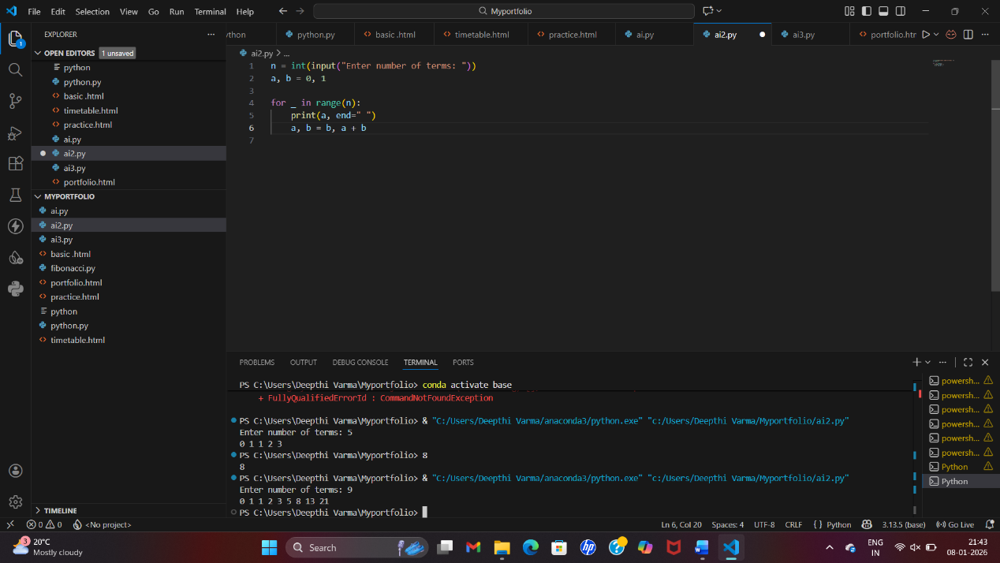 File Edit Selection View Go Run Terminal Help
Myportfolio
EXPLORER
OPEN EDITORS 1 unsaved
python
python.py
basic .html
timetable.html
practice.html
ai.py
ai2.py
ai3.py
portfolio.html
MYPORTFOLIO
ai.py
ai2.py
ai3.py
basic .html
fibonacci.py
portfolio.html
practice.html
python
python.py
timetable.html
TIMELINE
ython python.py basic .html timetable.html practice.html ai.py ai2.py ai3.py portfolio.htr
ai2.py > ...
1 n = int(input("Enter number of terms: "))
2 a, b = 0, 1
3
4 for _ in range(n):
5 print(a, end=" ")
6 a, b = b, a + b
7
PROBLEMS OUTPUT DEBUG CONSOLE TERMINAL PORTS
PS C:\Users\Deepthi Varma\Myportfolio> conda activate base
+ FullyQualifiedErrorId : CommandNotFoundException
PS C:\Users\Deepthi Varma\Myportfolio> & "C:/Users/Deepthi Varma/anaconda3/python.exe" "c:/Users/Deepthi Varma/Myportfolio/ai2.py"
Enter number of terms: 5
0 1 1 2 3
PS C:\Users\Deepthi Varma\Myportfolio> 8
8
PS C:\Users\Deepthi Varma\Myportfolio> & "C:/Users/Deepthi Varma/anaconda3/python.exe" "c:/Users/Deepthi Varma/Myportfolio/ai2.py"
Enter number of terms: 9
0 1 1 2 3 5 8 13 21
PS C:\Users\Deepthi Varma\Myportfolio>
powersh...
powersh...
powersh...
powersh...
powersh...
powersh...
Python
Python
0 0 <No project> Ln 6, Col 20 Spaces: 4 UTF-8 CRLF { } Python 3.13.5 (base) Go Live
3
20°C
Mostly cloudy
Search
ENG
IN
21:43
08-01-2026